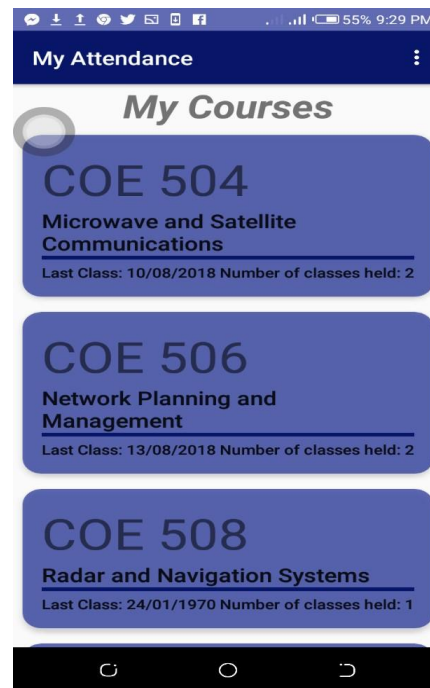 55% 9:29 PM
My Attendance
My Courses
COE 504
Microwave and Satellite
Communications
Last Class: 10/08/2018 Number of classes held: 2
COE 506
Network Planning and
Management
Last Class: 13/08/2018 Number of classes held: 2
COE 508
Radar and Navigation Systems
Last Class: 24/01/1970 Number of classes held: 1